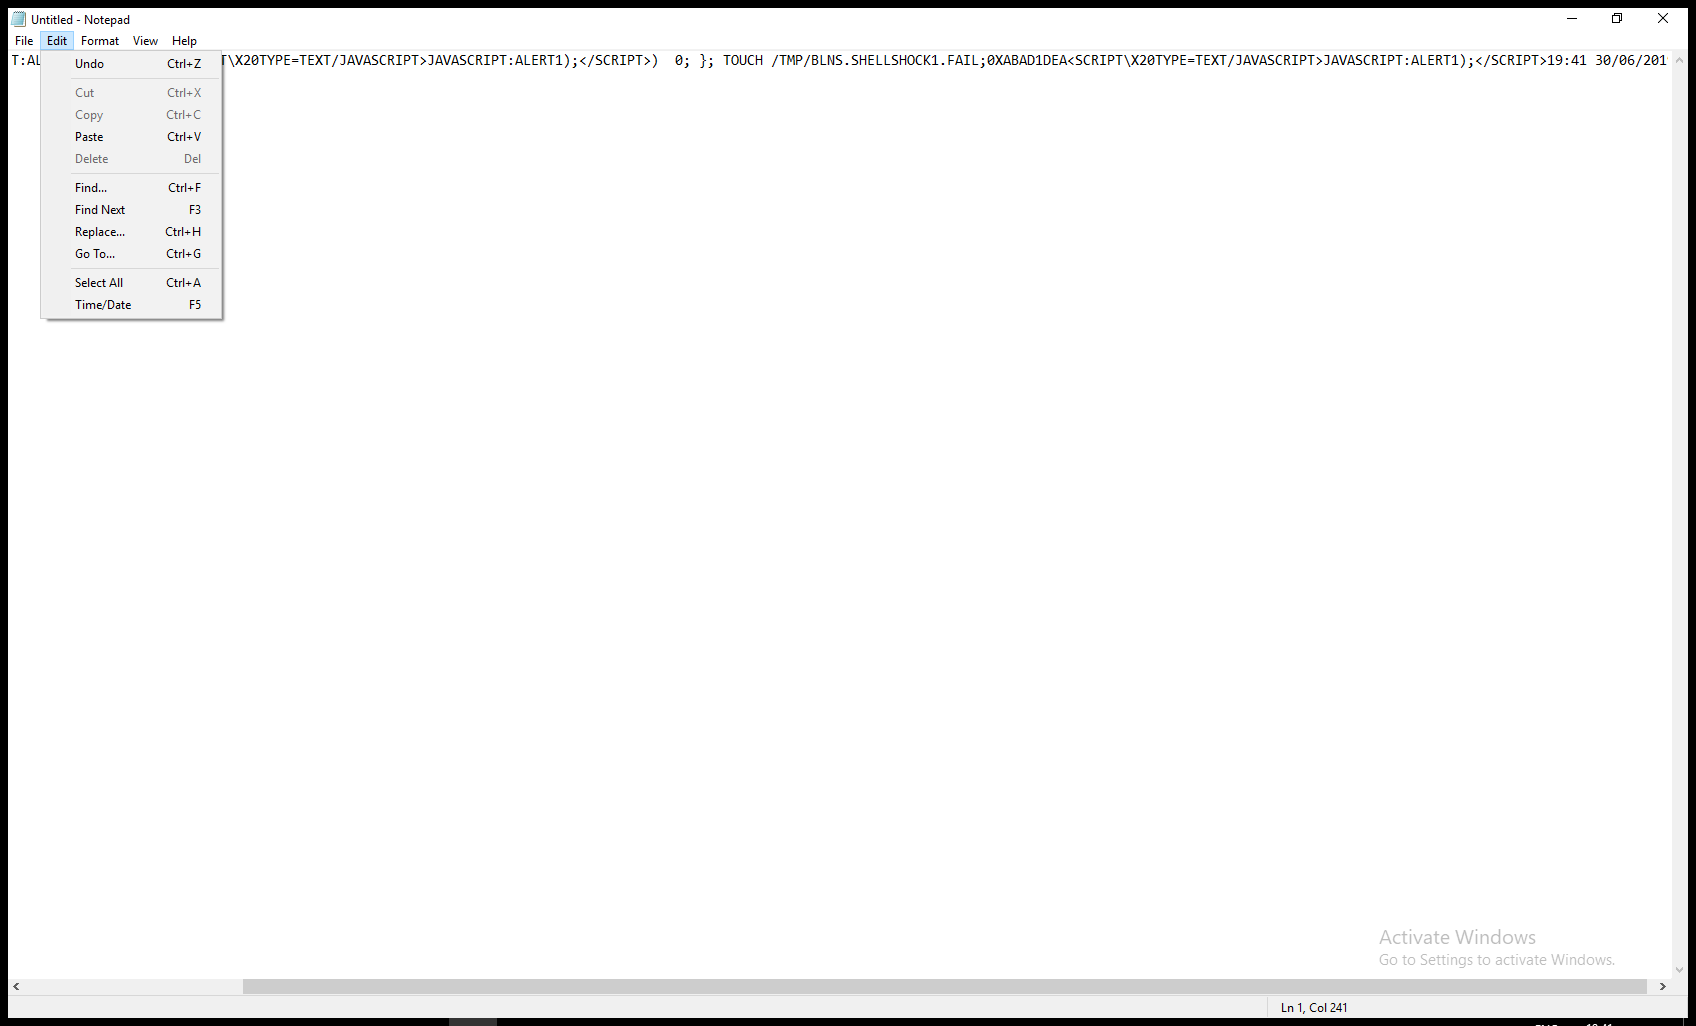 Untitled - Notepad
File Edit Format View Help
T:AL T\X20TYPE=TEXT/JAVASCRIPT>JAVASCRIPT:ALERT1);</SCRIPT>)  0; }; TOUCH /TMP/BLNS.SHELLSHOCK1.FAIL;0XABAD1DEA<SCRIPT\X20TYPE=TEXT/JAVASCRIPT>JAVASCRIPT:ALERT1);</SCRIPT>19:41 30/06/201
Undo Ctrl+Z
Cut Ctrl+X
Copy Ctrl+C
Paste Ctrl+V
Delete Del
Find... Ctrl+F
Find Next F3
Replace... Ctrl+H
Go To... Ctrl+G
Select All Ctrl+A
Time/Date F5
Activate Windows
Go to Settings to activate Windows.
Ln 1, Col 241